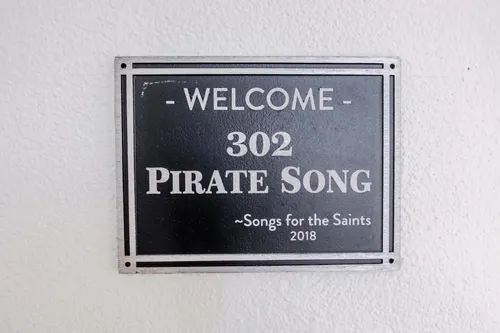 - WELCOME -
302
PIRATE SONG
~Songs for the Saints
2018